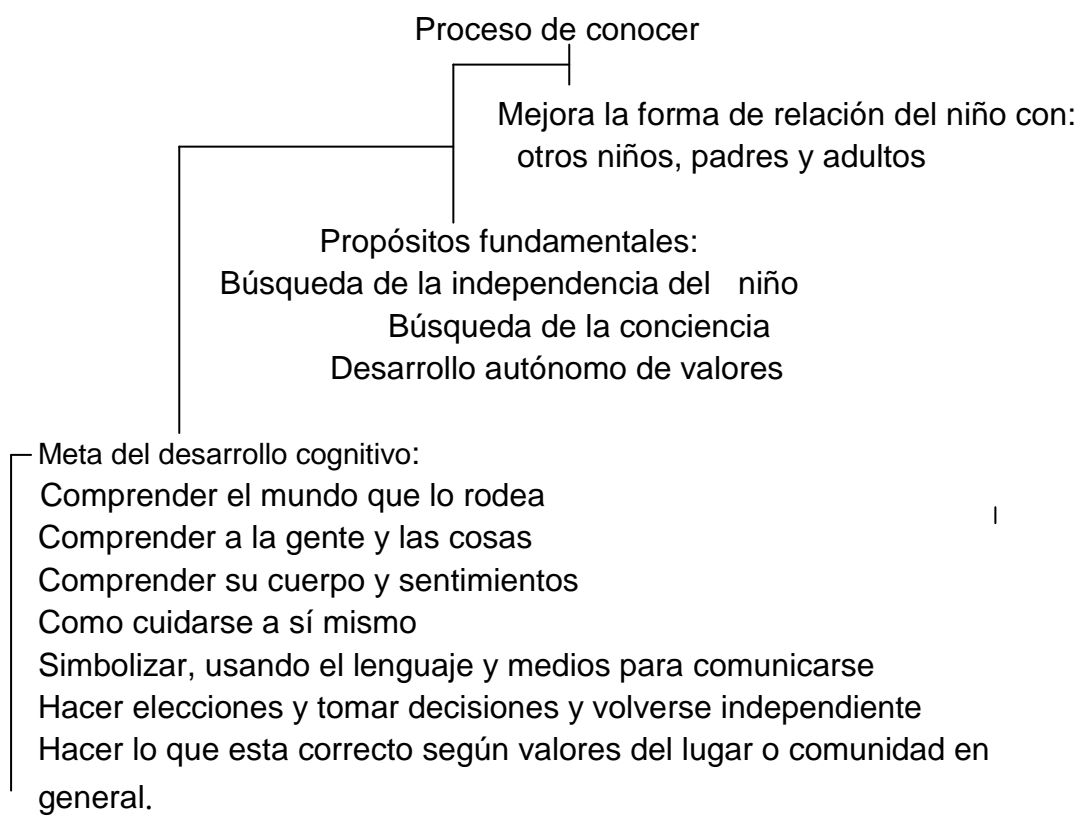 Proceso de conocer
Mejora la forma de relación del niño con:
otros niños, padres y adultos
Propósitos fundamentales:
Búsqueda de la independencia del niño
Búsqueda de la conciencia
Desarrollo autónomo de valores
Meta del desarrollo cognitivo:
Comprender el mundo que lo rodea
Comprender a la gente y las cosas
Comprender su cuerpo y sentimientos
Como cuidarse a sí mismo
Simbolizar, usando el lenguaje y medios para comunicarse
Hacer elecciones y tomar decisiones y volverse independiente
Hacer lo que esta correcto según valores del lugar o comunidad en
general.